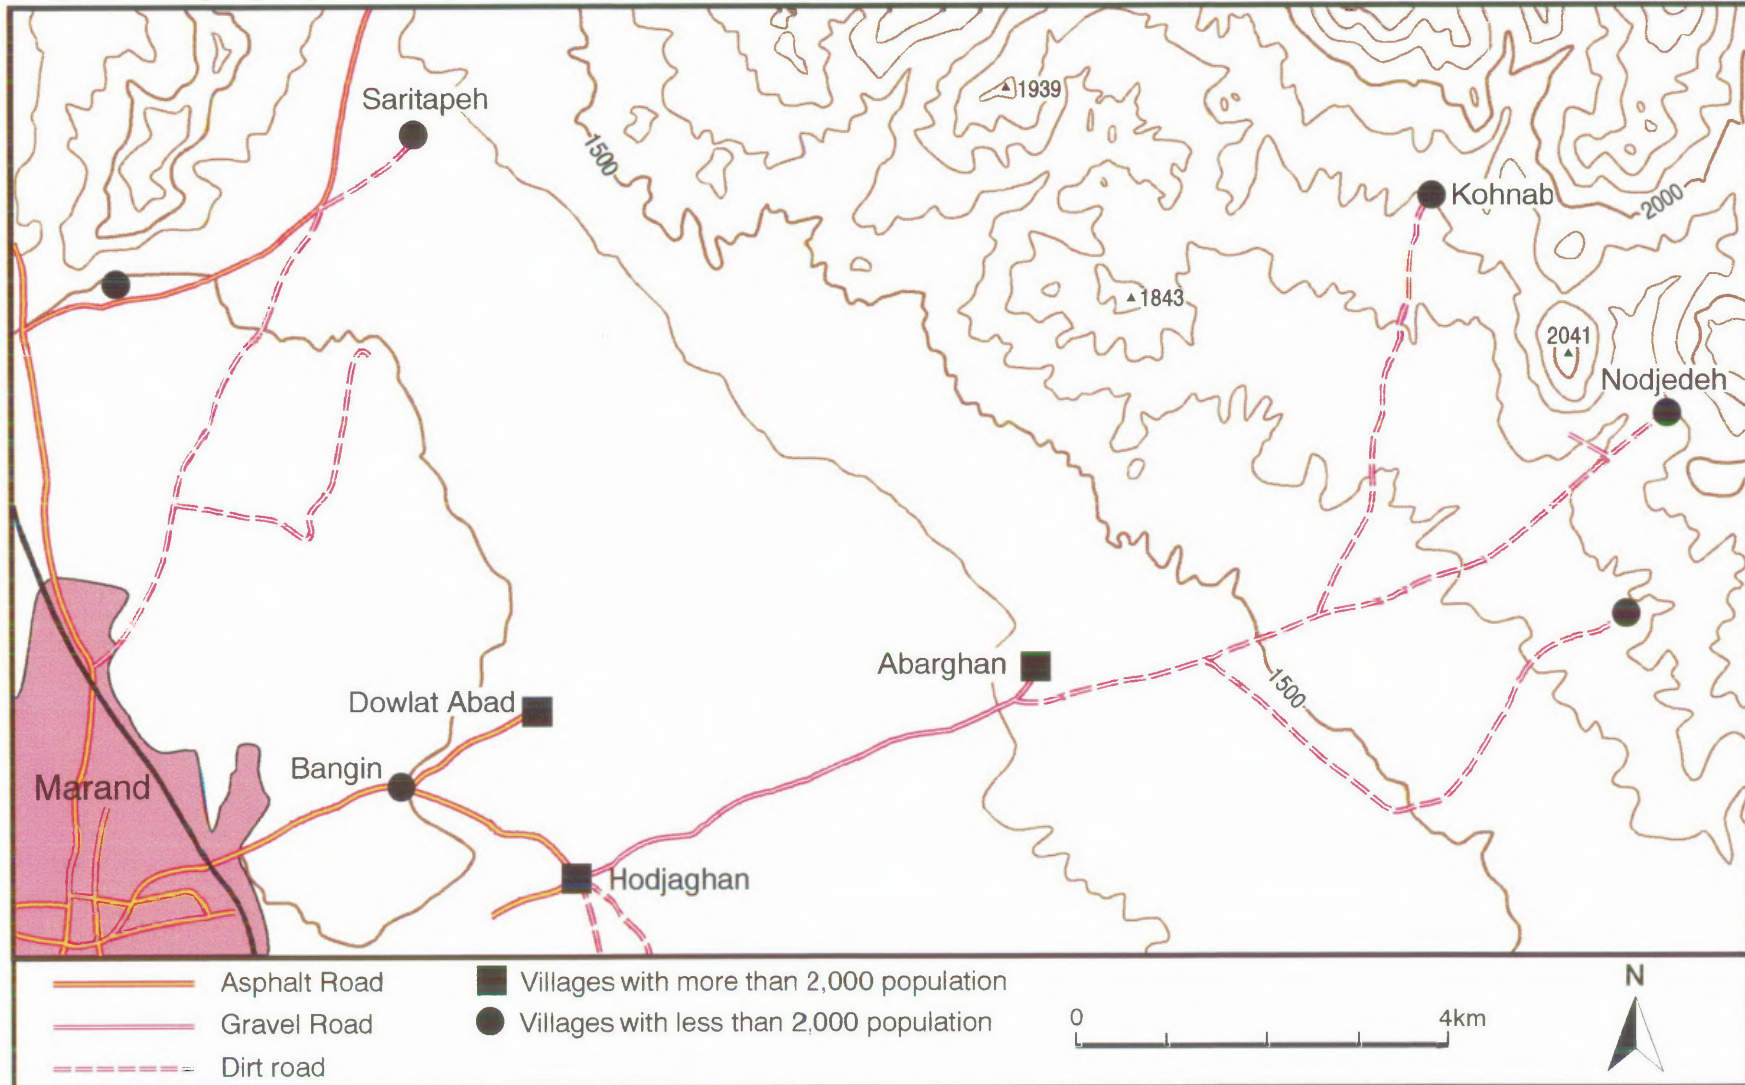 1939
Saritapeh
1500
Kohnab
2000
1843
2041
Nodjedeh
Abarghan
1500
Dowlat Abad
Bangin
Marand
Hodjaghan
Asphalt Road
Villages with more than 2,000 population
N
Gravel Road
Villages with less than 2,000 population
0 4km
Dirt road